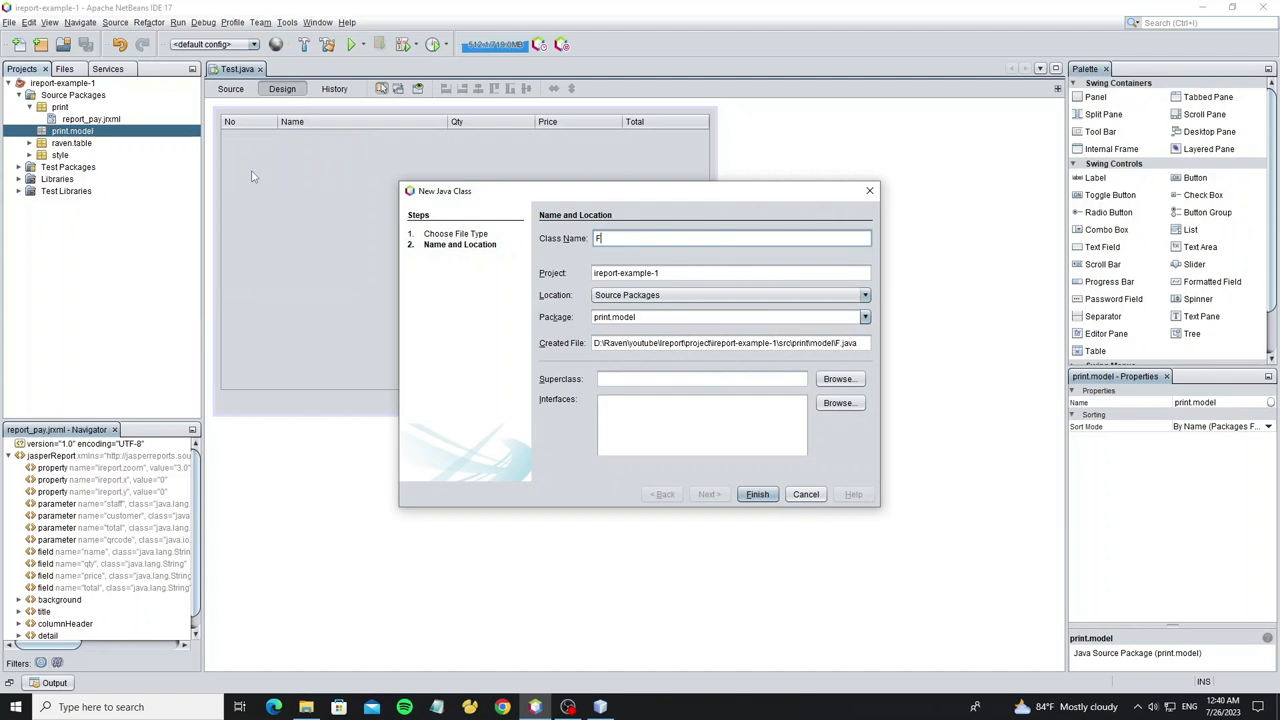 ireport-example-1 - Apache NetBeans IDE 17
File Edit View Navigate Source Refactor Run Debug Profile Team Tools Window Help
Search (Ctrl+I)
<default config>
512.1/719.0MB
Projects Files Services
Test.java
Palette
Source Design History
ireport-example-1
Source Packages
print
report_pay.jrxml
print.model
raven.table
style
Test Packages
Libraries
Test Libraries
No Name Qty Price Total
New Java Class
Steps
1. Choose File Type
2. Name and Location
Name and Location
Class Name: F
Project: ireport-example-1
Location: Source Packages
Package: print.model
Created File: D:\Raven\youtube\Ireport\project\ireport-example-1\src\print\model\F.java
Superclass: Browse...
Interfaces: Browse...
< Back Next > Finish Cancel Help
Swing Containers
Panel Tabbed Pane
Split Pane Scroll Pane
Tool Bar Desktop Pane
Internal Frame Layered Pane
Swing Controls
Label Button
Toggle Button Check Box
Radio Button Button Group
Combo Box List
Text Field Text Area
Scroll Bar Slider
Progress Bar Formatted Field
Password Field Spinner
Separator Text Pane
Editor Pane Tree
Table
print.model - Properties
Properties
Name print.model
Sorting
Sort Mode By Name (Packages F...
print.model
Java Source Package (print.model)
report_pay.jrxml - Navigator
version="1.0" encoding="UTF-8"
jasperReport xmlns="http://jasperreports.sou
property name="ireport.zoom", value="3.0"
property name="ireport.x", value="0"
property name="ireport.y", value="0"
parameter name="staff", class="java.lang.
parameter name="customer", class="java.
parameter name="total", class="java.lang.
parameter name="qrcode", class="java.io.
field name="name", class="java.lang.String
field name="qty", class="java.lang.String"
field name="price", class="java.lang.String
field name="total", class="java.lang.String"
background
title
columnHeader
detail
Filters:
Output
INS
Type here to search
84°F Mostly cloudy
ENG
12:40 AM
7/26/2023